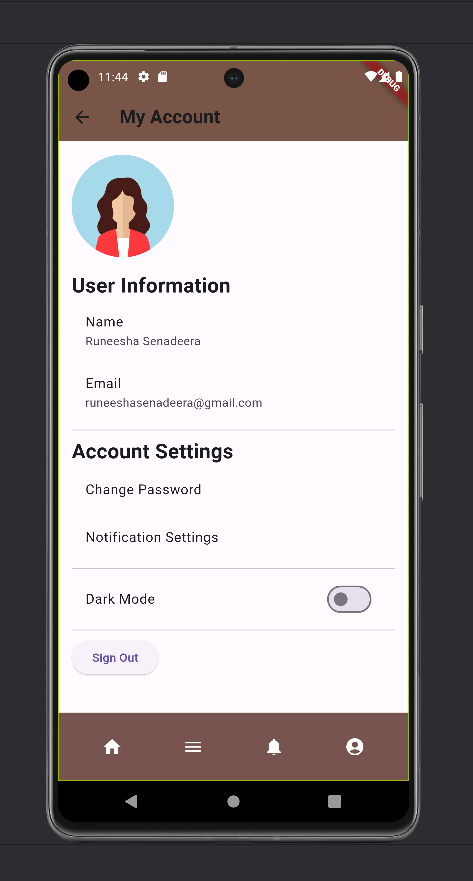 11:44
DEBUG
My Account
User Information
Name
Runeesha Senadeera
Email
runeeshasenadeera@gmail.com
Account Settings
Change Password
Notification Settings
Dark Mode
Sign Out